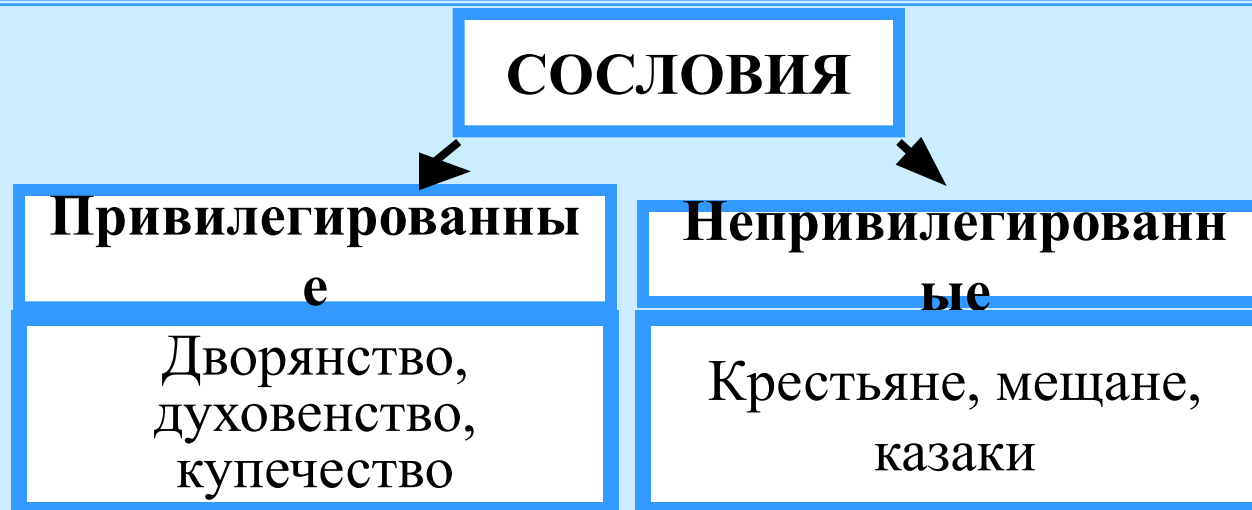 СОСЛОВИЯ
Привилегированны
е
Непривилегированн
ые
Дворянство,
духовенство,
купечество
Крестьяне, мещане,
казаки